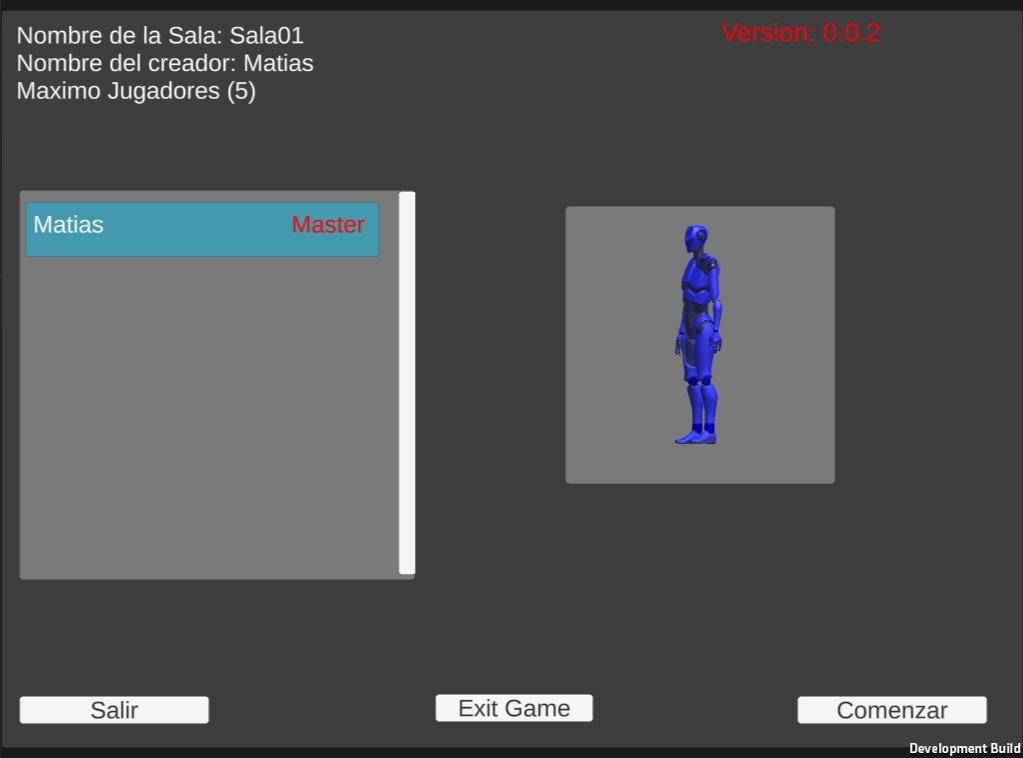 Nombre de la Sala: Sala01
Version: 0.0.2
Nombre del creador: Matias
Maximo Jugadores (5)
Matias
Master
Salir
Exit Game
Comenzar
Development Build